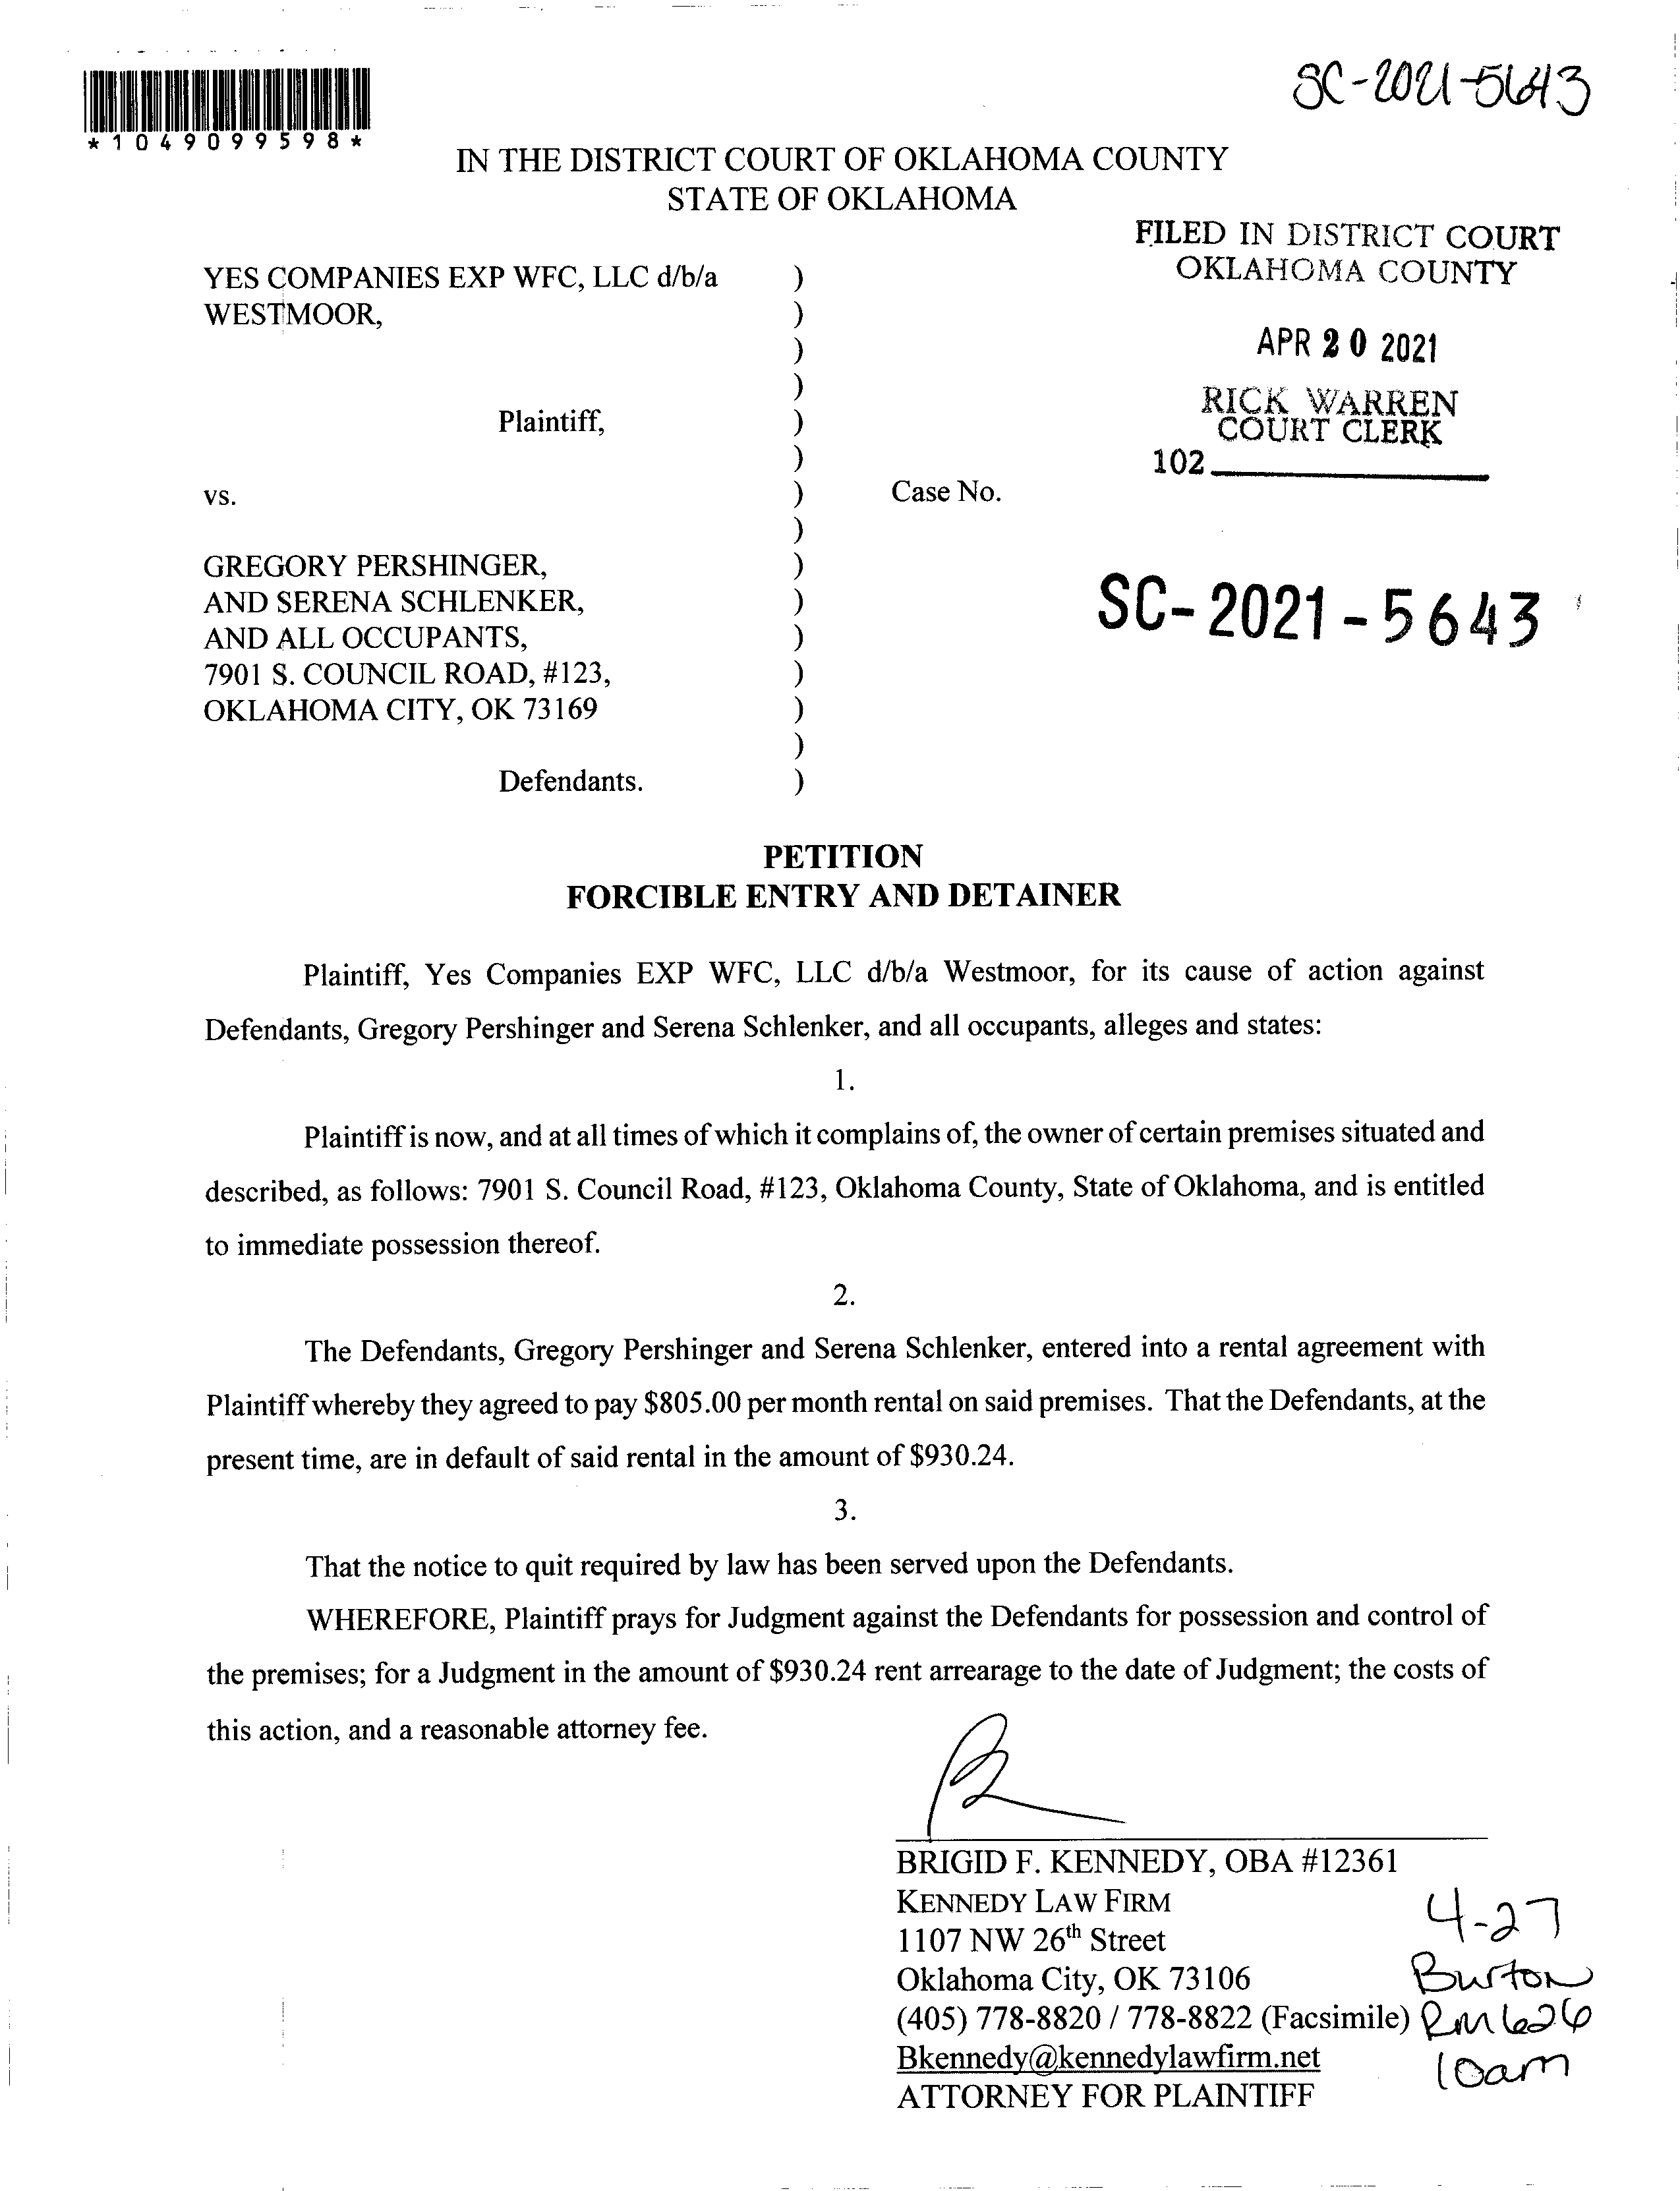 SC-2021-5643
*1049099598*
IN THE DISTRICT COURT OF OKLAHOMA COUNTY
STATE OF OKLAHOMA
FILED IN DISTRICT COURT
OKLAHOMA COUNTY
APR 20 2021
RICK WARREN
COURT CLERK
102
YES COMPANIES EXP WFC, LLC d/b/a )
WESTMOOR, )
)
)
Plaintiff, )
)
vs. ) Case No.
)
GREGORY PERSHINGER, )
AND SERENA SCHLENKER, ) SC-2021-5643
AND ALL OCCUPANTS, )
7901 S. COUNCIL ROAD, #123, )
OKLAHOMA CITY, OK 73169 )
)
Defendants. )
PETITION
FORCIBLE ENTRY AND DETAINER
Plaintiff, Yes Companies EXP WFC, LLC d/b/a Westmoor, for its cause of action against
Defendants, Gregory Pershinger and Serena Schlenker, and all occupants, alleges and states:
1.
Plaintiff is now, and at all times of which it complains of, the owner of certain premises situated and
described, as follows: 7901 S. Council Road, #123, Oklahoma County, State of Oklahoma, and is entitled
to immediate possession thereof.
2.
The Defendants, Gregory Pershinger and Serena Schlenker, entered into a rental agreement with
Plaintiff whereby they agreed to pay $805.00 per month rental on said premises. That the Defendants, at the
present time, are in default of said rental in the amount of $930.24.
3.
That the notice to quit required by law has been served upon the Defendants.
WHEREFORE, Plaintiff prays for Judgment against the Defendants for possession and control of
the premises; for a Judgment in the amount of $930.24 rent arrearage to the date of Judgment; the costs of
this action, and a reasonable attorney fee.
BRIGID F. KENNEDY, OBA #12361
KENNEDY LAW FIRM
1107 NW 26th Street
Oklahoma City, OK 73106
(405) 778-8820 / 778-8822 (Facsimile)
Bkennedy@kennedylawfirm.net
ATTORNEY FOR PLAINTIFF
4-27
Burton
Rm 626
10am